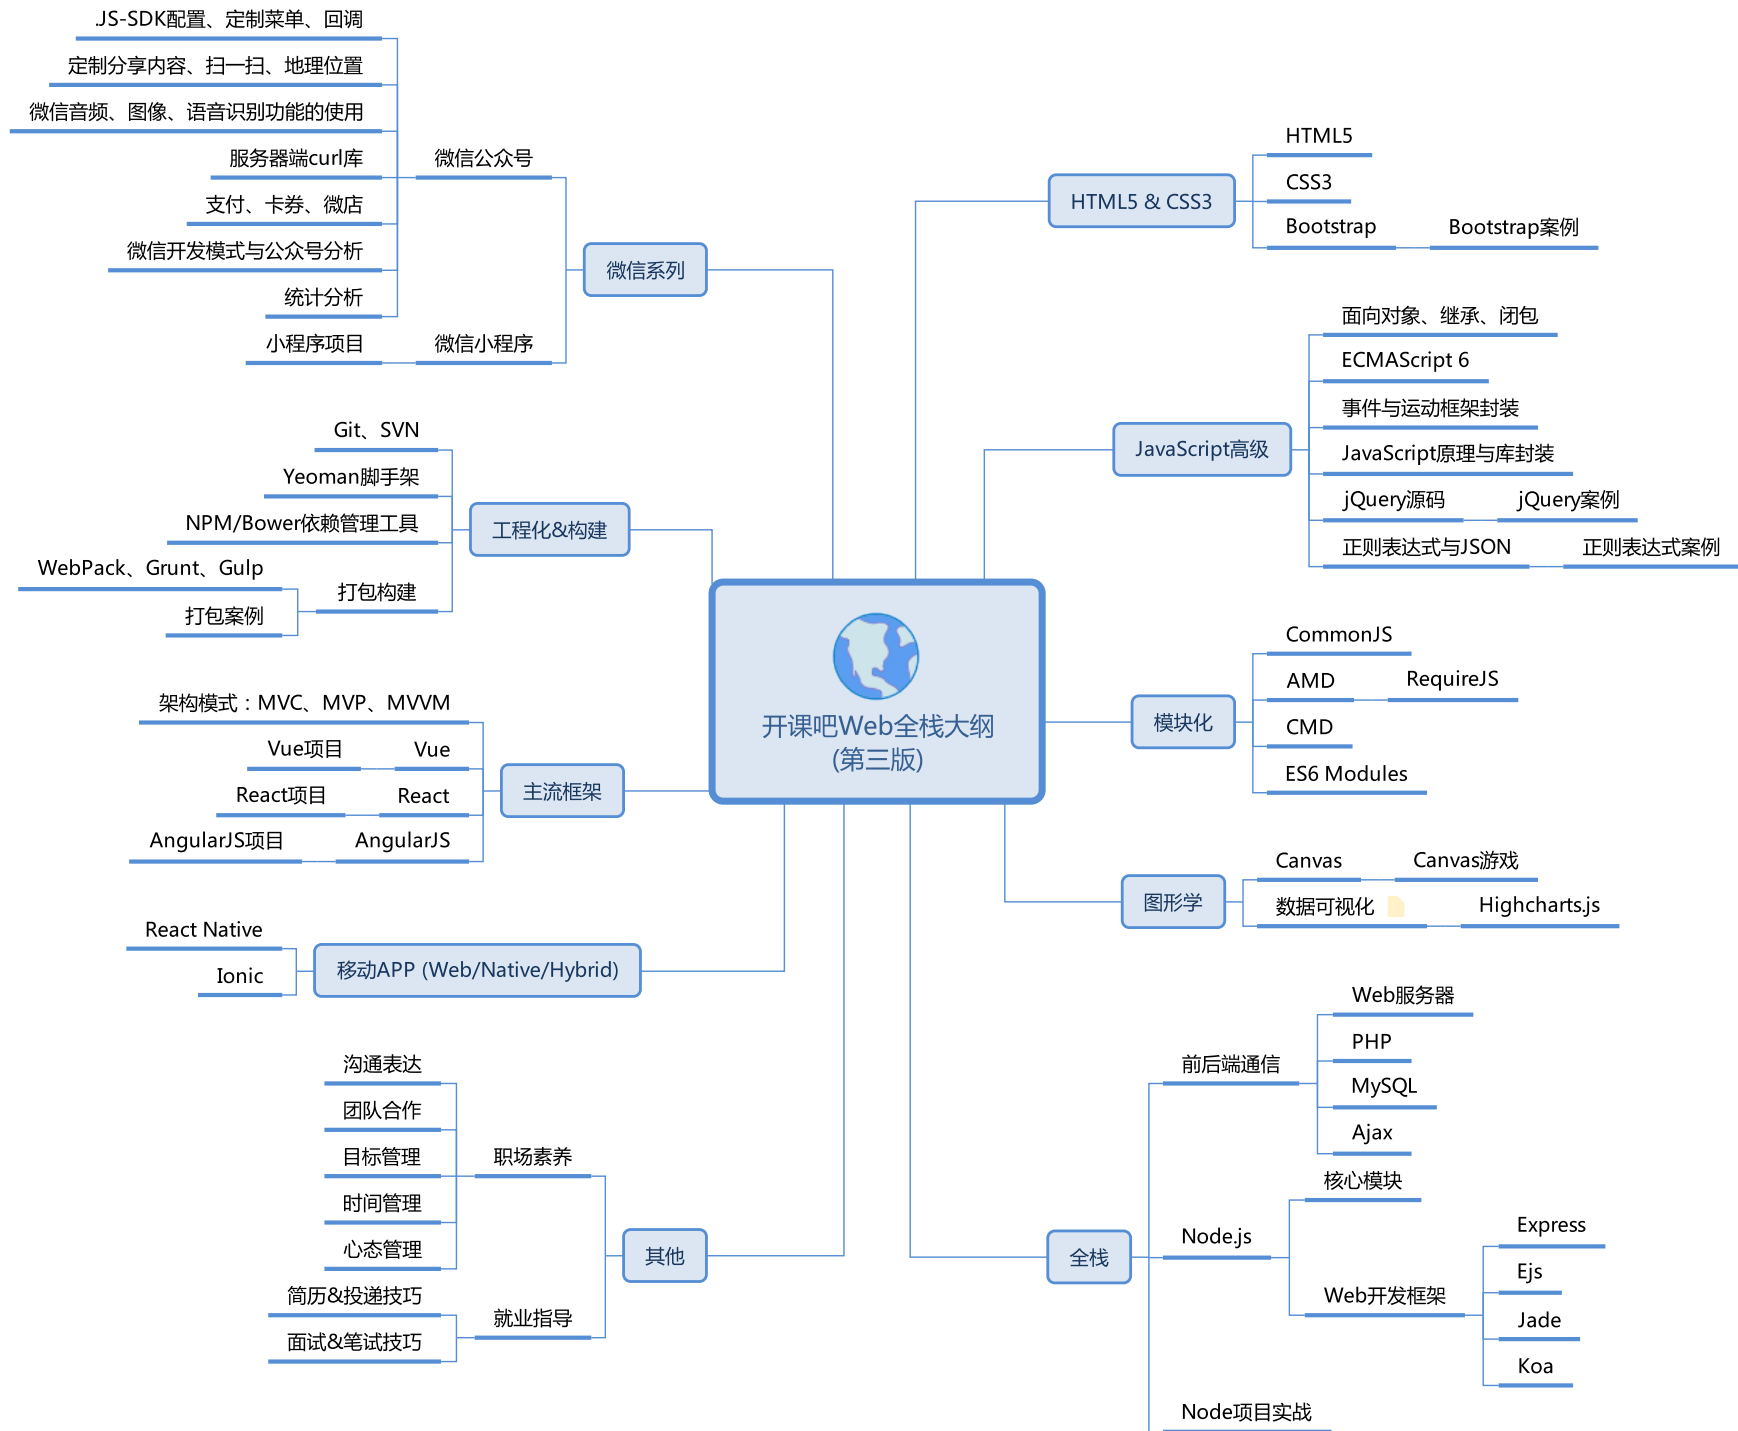 开课吧Web全栈大纲
(第三版)
HTML5 & CSS3
HTML5
CSS3
Bootstrap
Bootstrap案例
JavaScript高级
面向对象、继承、闭包
ECMAScript 6
事件与运动框架封装
JavaScript原理与库封装
jQuery源码
jQuery案例
正则表达式与JSON
正则表达式案例
模块化
CommonJS
AMD
RequireJS
CMD
ES6 Modules
图形学
Canvas
Canvas游戏
数据可视化
Highcharts.js
全栈
前后端通信
Web服务器
PHP
MySQL
Ajax
Node.js
核心模块
Web开发框架
Express
Ejs
Jade
Koa
Node项目实战
微信系列
微信公众号
.JS-SDK配置、定制菜单、回调
定制分享内容、扫一扫、地理位置
微信音频、图像、语音识别功能的使用
服务器端curl库
支付、卡券、微店
微信开发模式与公众号分析
统计分析
微信小程序
小程序项目
工程化&构建
Git、SVN
Yeoman脚手架
NPM/Bower依赖管理工具
打包构建
WebPack、Grunt、Gulp
打包案例
主流框架
架构模式：MVC、MVP、MVVM
Vue
Vue项目
React
React项目
AngularJS
AngularJS项目
移动APP (Web/Native/Hybrid)
React Native
Ionic
其他
职场素养
沟通表达
团队合作
目标管理
时间管理
心态管理
就业指导
简历&投递技巧
面试&笔试技巧